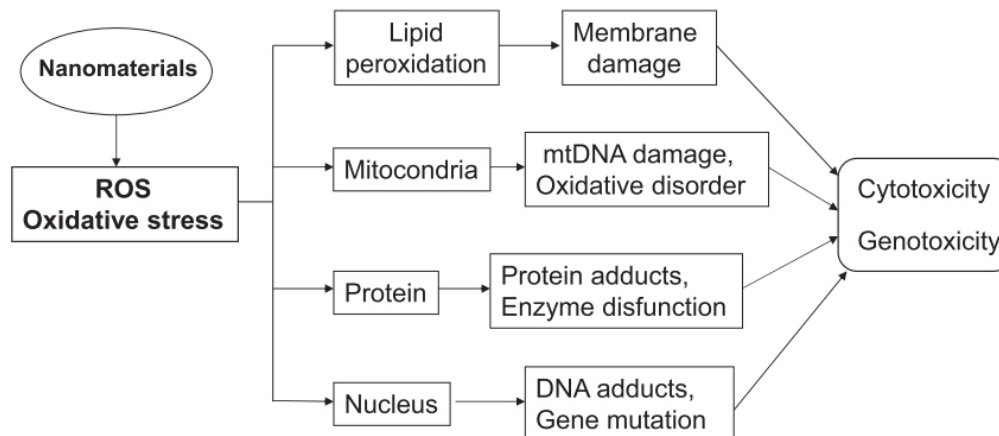 Nanomaterials
ROS
Oxidative stress
Lipid
peroxidation
Membrane
damage
Mitocondria
mtDNA damage,
Oxidative disorder
Protein
Protein adducts,
Enzyme disfunction
Nucleus
DNA adducts,
Gene mutation
Cytotoxicity
Genotoxicity